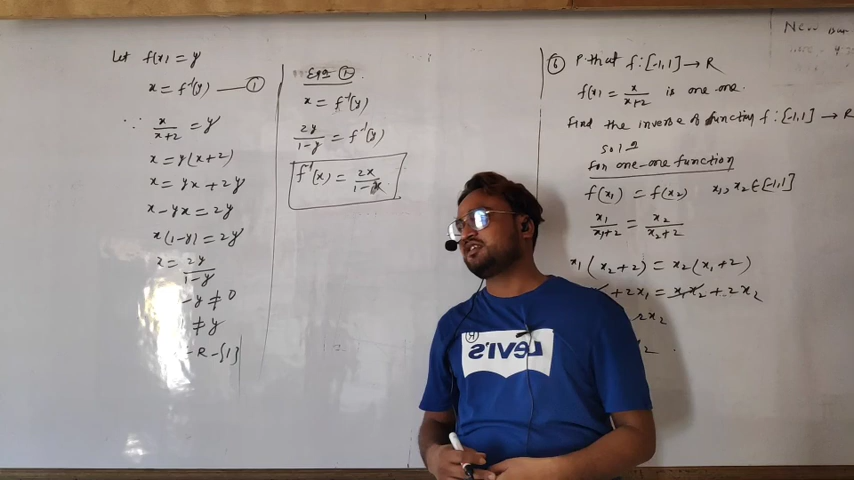 Let f(x) = y
x = f⁻¹(y) — ①
∵ x/(x+2) = y
x = y(x+2)
x = yx + 2y
x - yx = 2y
x(1-y) = 2y
x = 2y/(1-y)
-y ≠ 0
≠ y
- R - {1}
Eqn ①
x = f⁻¹(y)
2y/(1-y) = f⁻¹(y)
f⁻¹(x) = 2x/(1-x)
⑥ P. that f : [-1,1] → R
f(x) = x/(x+2) is one-one.
Find the inverse of function f : [-1,1] → R
Soln
For one-one function
f(x₁) = f(x₂) x₁, x₂ ∈ [-1,1]
x₁/(x₁+2) = x₂/(x₂+2)
x₁(x₂+2) = x₂(x₁+2)
+ 2x₁ = x₁x₂ + 2x₂
2x₂
x₂.
New
LEVI'S